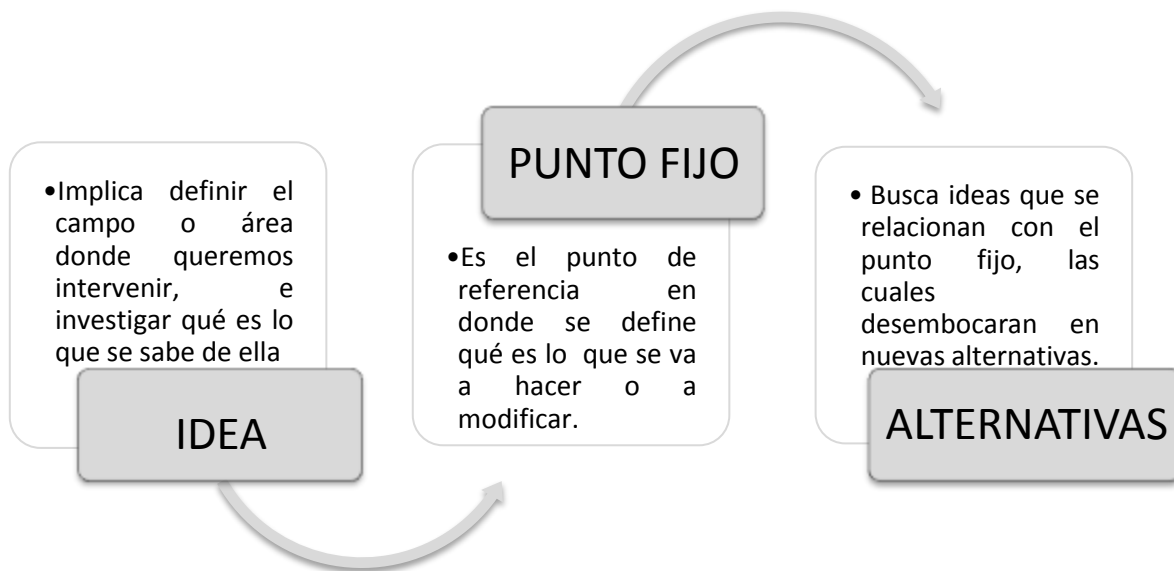 •Implica definir el
campo o área
donde queremos
intervenir, e
investigar qué es lo
que se sabe de ella
IDEA
PUNTO FIJO
•Es el punto de
referencia en
donde se define
qué es lo que se va
a hacer o a
modificar.
• Busca ideas que se
relacionan con el
punto fijo, las
cuales
desembocaran en
nuevas alternativas.
ALTERNATIVAS